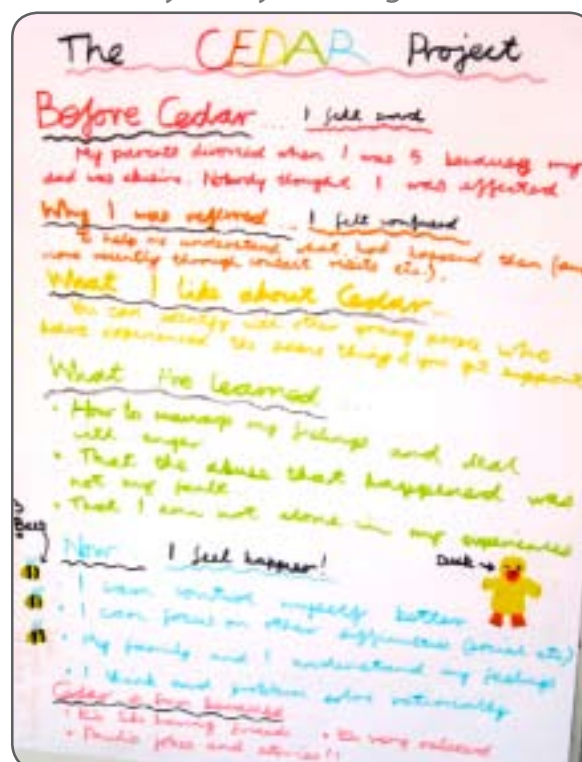 The CEDAR Project
Before Cedar... I felt
My parents divorced when I was 5 because my
dad was abusive. Nobody thought I was affected
Why I was referred... I felt confused
To help me understand what had happened then (and
more recently through contact visits etc.).
What I like about Cedar...
You can identify with other young people who
have experienced the same thing & you get support
What I've learned...
• How to manage my feelings and deal
with anger
• That the abuse that happened was
not my fault
• That I am not alone in my experiences
Bees
Now... I feel happier!
Duck
• I can control myself better
• I can focus on other difficulties (social etc)
• My family and I understand my feelings
• I think and problem solve rationally
Cedar is fun because
• It's like having friends • It's very relaxed
• jokes and stories!!